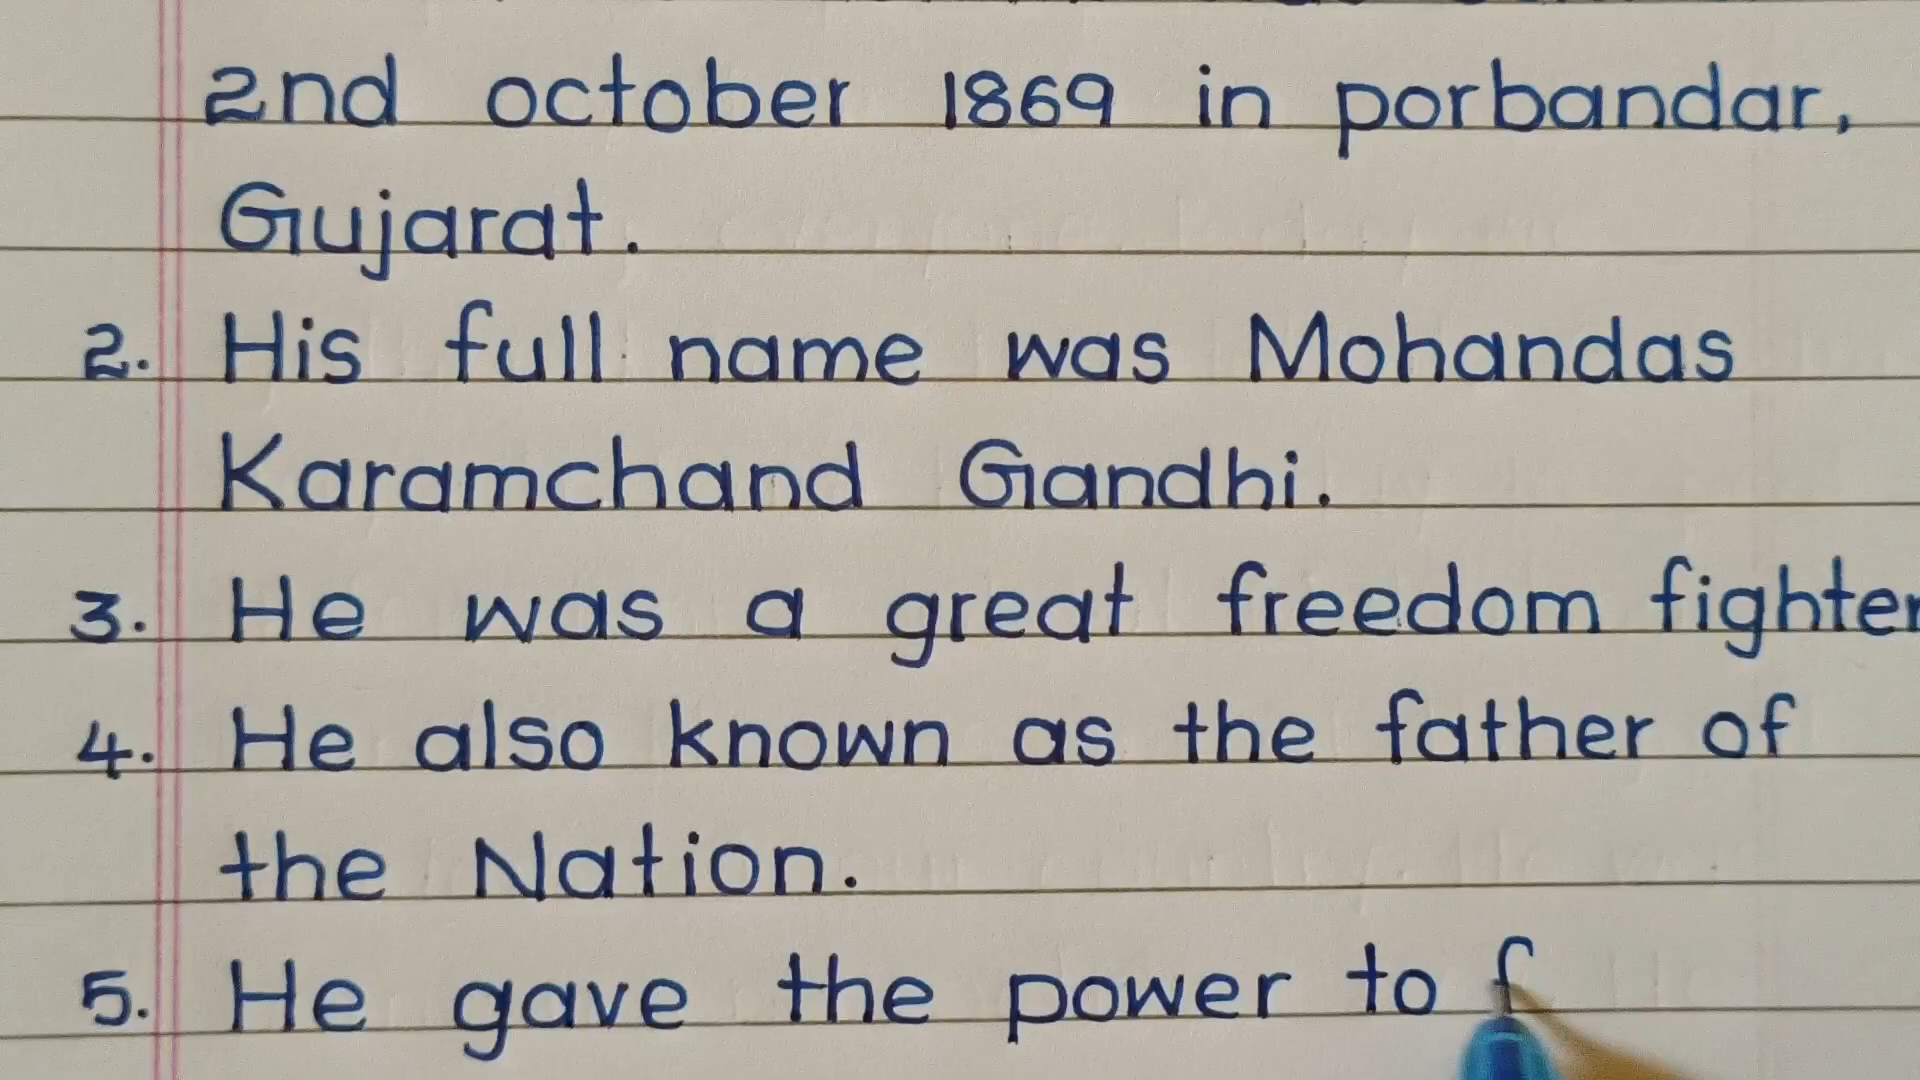 2nd october 1869 in porbandar,
Gujarat.
2. His full name was Mohandas
Karamchand Gandhi.
3. He was a great freedom fighter
4. He also known as the father of
the Nation.
5. He gave the power to f